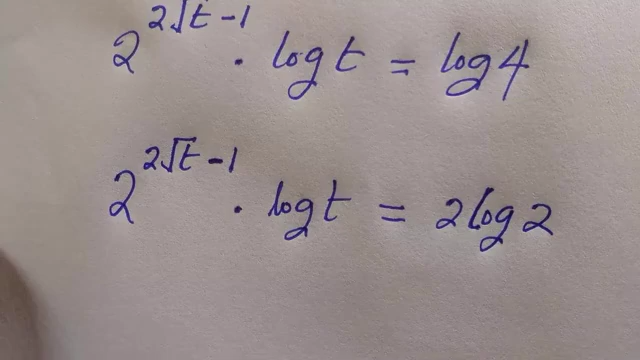 2^{2√t - 1} · log t = log 4
2^{2√t - 1} · log t = 2 log 2